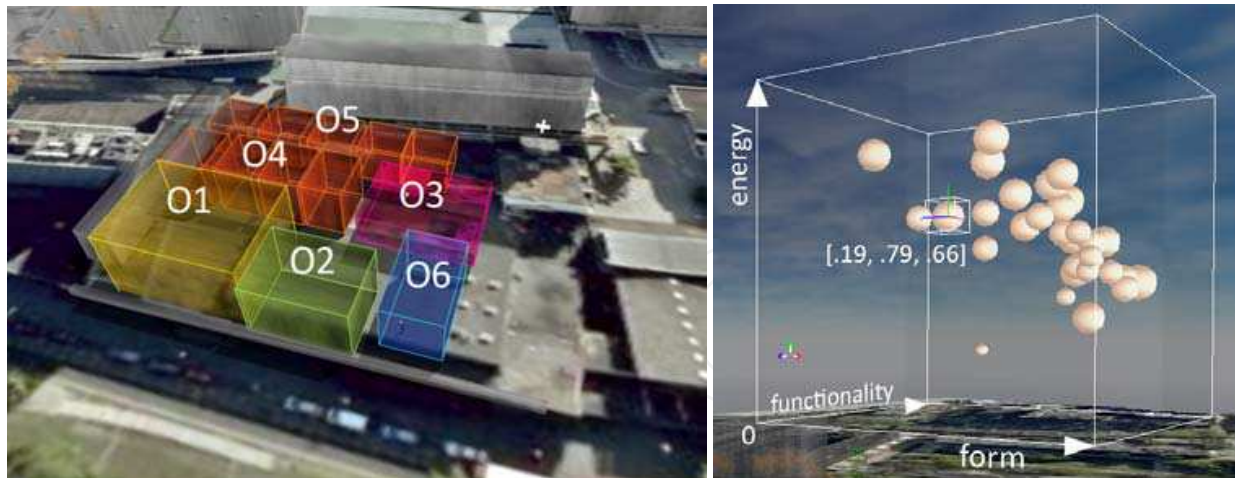 O5
O4
O3
O1
O2
O6
energy
[.19, .79, .66]
functionality
0
form